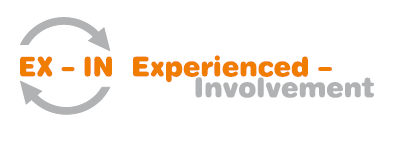 EX – IN Experienced –
Involvement